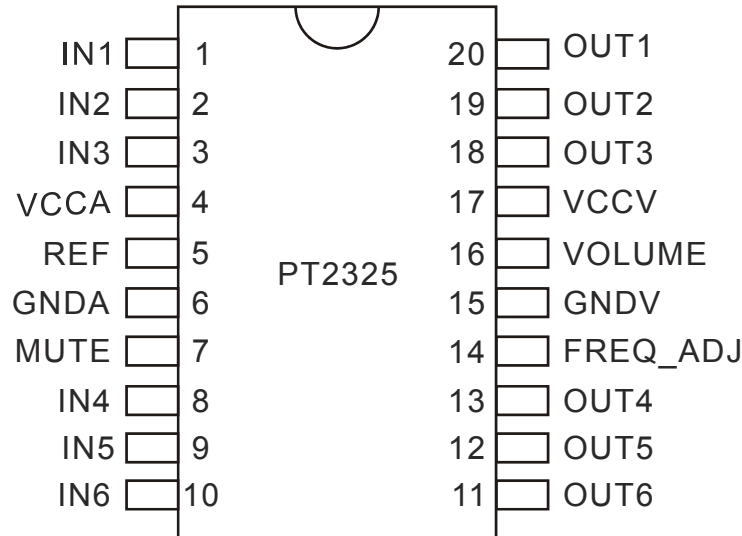 IN1 1 20 OUT1
IN2 2 19 OUT2
IN3 3 18 OUT3
VCCA 4 17 VCCV
REF 5 16 VOLUME
PT2325
GNDA 6 15 GNDV
MUTE 7 14 FREQ_ADJ
IN4 8 13 OUT4
IN5 9 12 OUT5
IN6 10 11 OUT6